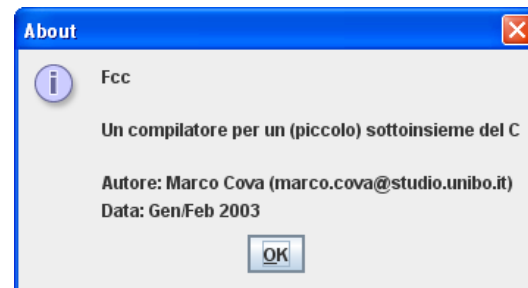 About
Fcc
Un compilatore per un (piccolo) sottoinsieme del C
Autore: Marco Cova (marco.cova@studio.unibo.it)
Data: Gen/Feb 2003
OK